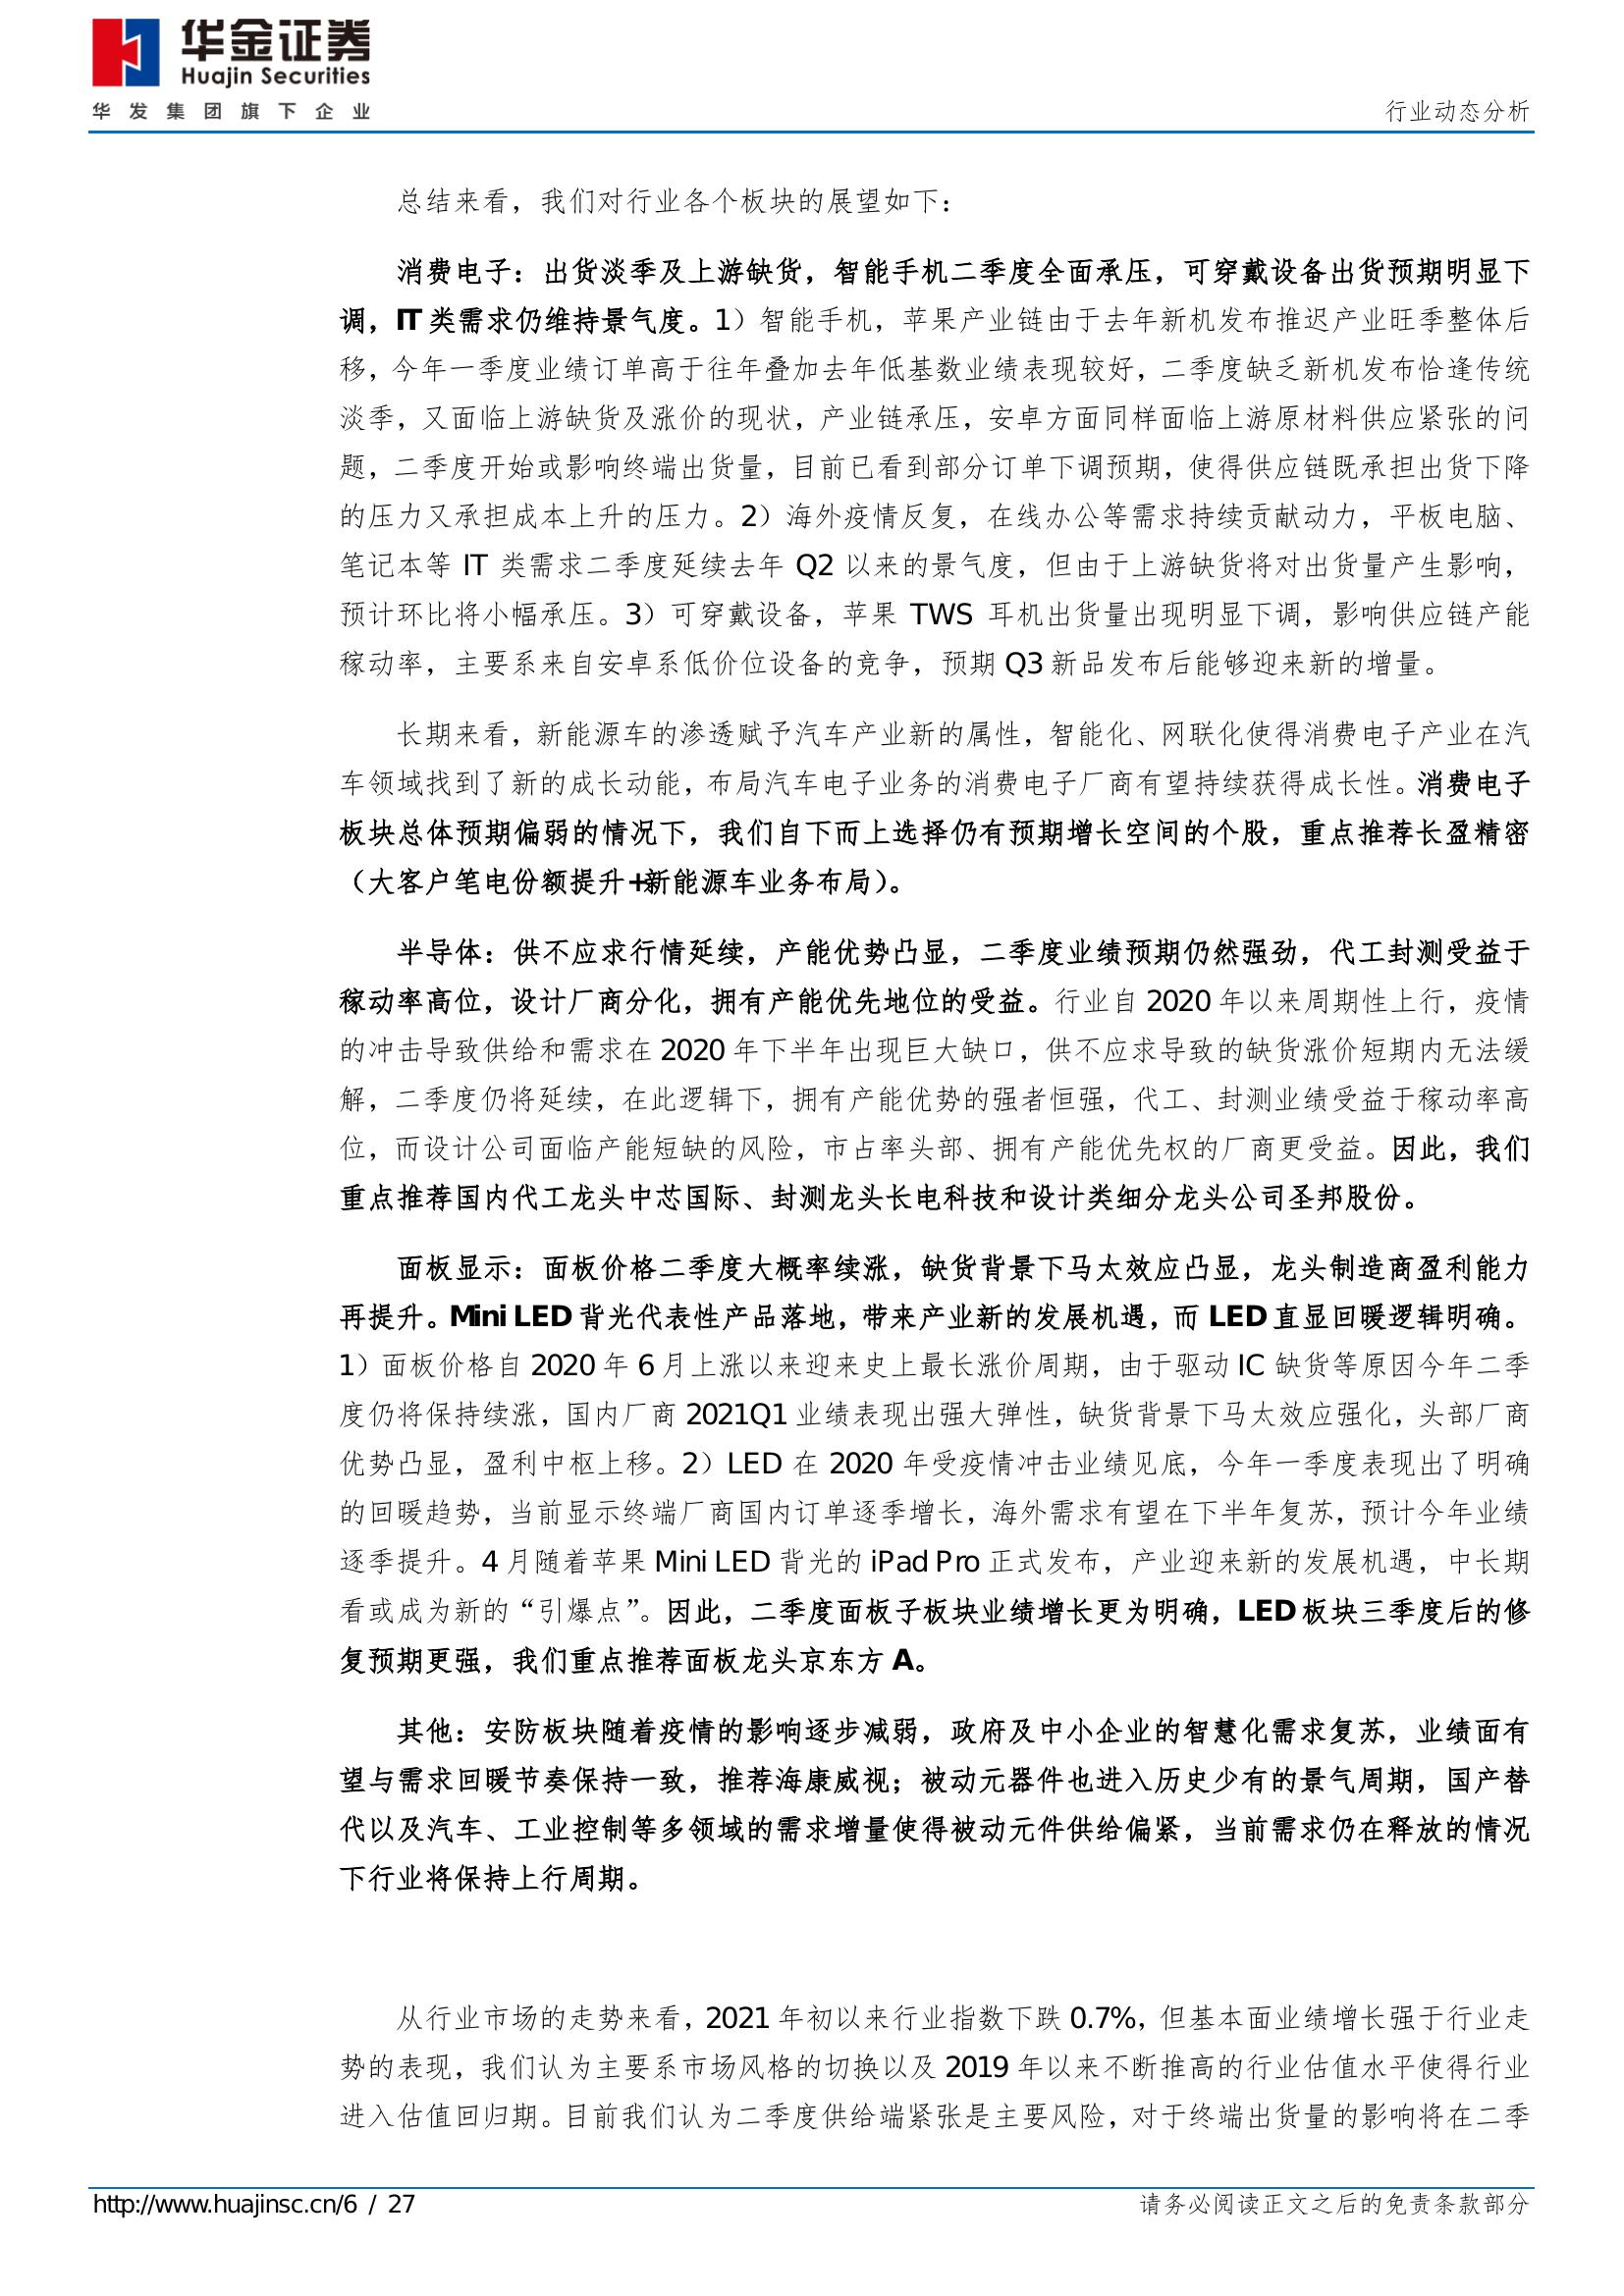 华金证券
Huajin Securities
华发集团旗下企业
行业动态分析
总结来看，我们对行业各个板块的展望如下：
消费电子：出货淡季及上游缺货，智能手机二季度全面承压，可穿戴设备出货预期明显下
调，IT 类需求仍维持景气度。1）智能手机，苹果产业链由于去年新机发布推迟产业旺季整体后
移，今年一季度业绩订单高于往年叠加去年低基数业绩表现较好，二季度缺乏新机发布恰逢传统
淡季，又面临上游缺货及涨价的现状，产业链承压，安卓方面同样面临上游原材料供应紧张的问
题，二季度开始或影响终端出货量，目前已看到部分订单下调预期，使得供应链既承担出货下降
的压力又承担成本上升的压力。2）海外疫情反复，在线办公等需求持续贡献动力，平板电脑、
笔记本等 IT 类需求二季度延续去年 Q2 以来的景气度，但由于上游缺货将对出货量产生影响，
预计环比将小幅承压。3）可穿戴设备，苹果 TWS 耳机出货量出现明显下调，影响供应链产能
稼动率，主要系来自安卓系低价位设备的竞争，预期 Q3 新品发布后能够迎来新的增量。
长期来看，新能源车的渗透赋予汽车产业新的属性，智能化、网联化使得消费电子产业在汽
车领域找到了新的成长动能，布局汽车电子业务的消费电子厂商有望持续获得成长性。消费电子
板块总体预期偏弱的情况下，我们自下而上选择仍有预期增长空间的个股，重点推荐长盈精密
（大客户笔电份额提升+新能源车业务布局）。
半导体：供不应求行情延续，产能优势凸显，二季度业绩预期仍然强劲，代工封测受益于
稼动率高位，设计厂商分化，拥有产能优先地位的受益。行业自 2020 年以来周期性上行，疫情
的冲击导致供给和需求在 2020 年下半年出现巨大缺口，供不应求导致的缺货涨价短期内无法缓
解，二季度仍将延续，在此逻辑下，拥有产能优势的强者恒强，代工、封测业绩受益于稼动率高
位，而设计公司面临产能短缺的风险，市占率头部、拥有产能优先权的厂商更受益。因此，我们
重点推荐国内代工龙头中芯国际、封测龙头长电科技和设计类细分龙头公司圣邦股份。
面板显示：面板价格二季度大概率续涨，缺货背景下马太效应凸显，龙头制造商盈利能力
再提升。Mini LED 背光代表性产品落地，带来产业新的发展机遇，而 LED 直显回暖逻辑明确。
1）面板价格自 2020 年 6 月上涨以来迎来史上最长涨价周期，由于驱动 IC 缺货等原因今年二季
度仍将保持续涨，国内厂商 2021Q1 业绩表现出强大弹性，缺货背景下马太效应强化，头部厂商
优势凸显，盈利中枢上移。2）LED 在 2020 年受疫情冲击业绩见底，今年一季度表现出了明确
的回暖趋势，当前显示终端厂商国内订单逐季增长，海外需求有望在下半年复苏，预计今年业绩
逐季提升。4 月随着苹果 Mini LED 背光的 iPad Pro 正式发布，产业迎来新的发展机遇，中长期
看或成为新的“引爆点”。因此，二季度面板子板块业绩增长更为明确，LED 板块三季度后的修
复预期更强，我们重点推荐面板龙头京东方 A。
其他：安防板块随着疫情的影响逐步减弱，政府及中小企业的智慧化需求复苏，业绩面有
望与需求回暖节奏保持一致，推荐海康威视；被动元器件也进入历史少有的景气周期，国产替
代以及汽车、工业控制等多领域的需求增量使得被动元件供给偏紧，当前需求仍在释放的情况
下行业将保持上行周期。
从行业市场的走势来看，2021 年初以来行业指数下跌 0.7%，但基本面业绩增长强于行业走
势的表现，我们认为主要系市场风格的切换以及 2019 年以来不断推高的行业估值水平使得行业
进入估值回归期。目前我们认为二季度供给端紧张是主要风险，对于终端出货量的影响将在二季
http://www.huajinsc.cn/6 / 27
请务必阅读正文之后的免责条款部分